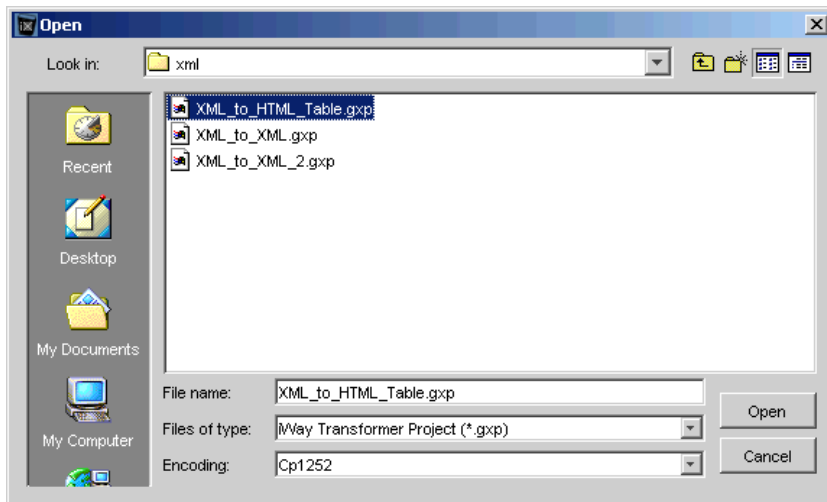 Open
Look in: xml
XML_to_HTML_Table.gxp
XML_to_XML.gxp
XML_to_XML_2.gxp
Recent
Desktop
My Documents
My Computer
File name: XML_to_HTML_Table.gxp
Files of type: iWay Transformer Project (*.gxp)
Encoding: Cp1252
Open
Cancel